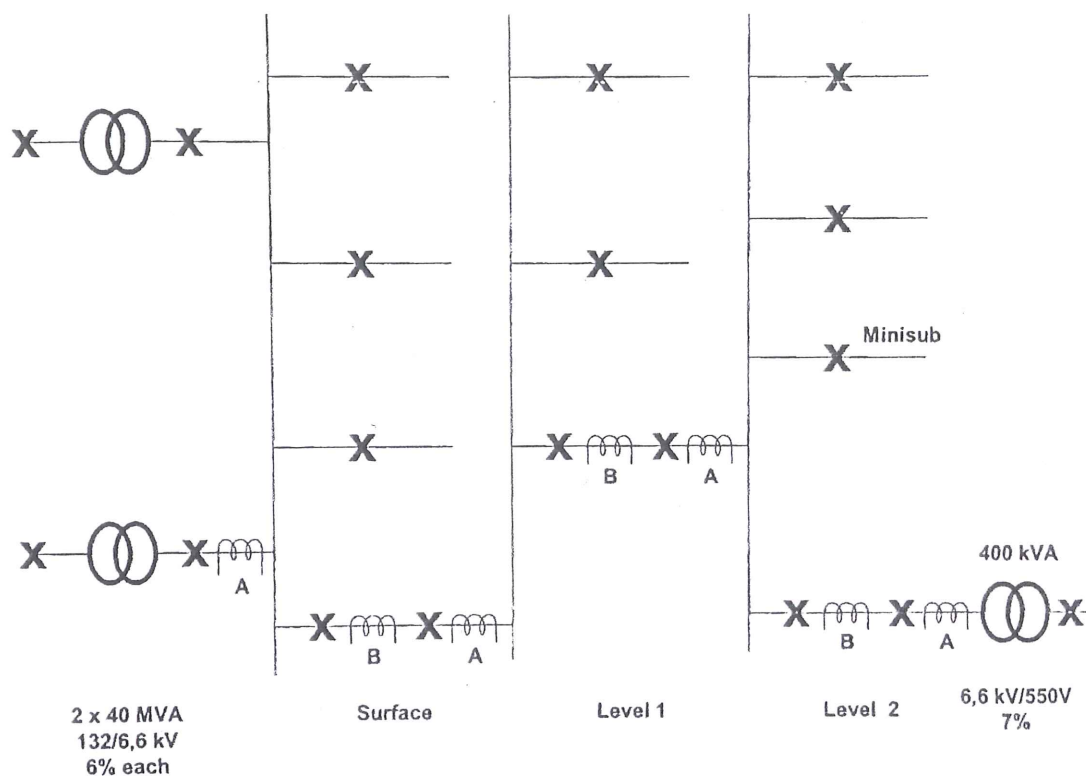 Minisub
B
A
A
400 kVA
B
A
B
A
2 x 40 MVA
132/6,6 kV
6% each
Surface
Level 1
Level 2
6,6 kV/550V
7%